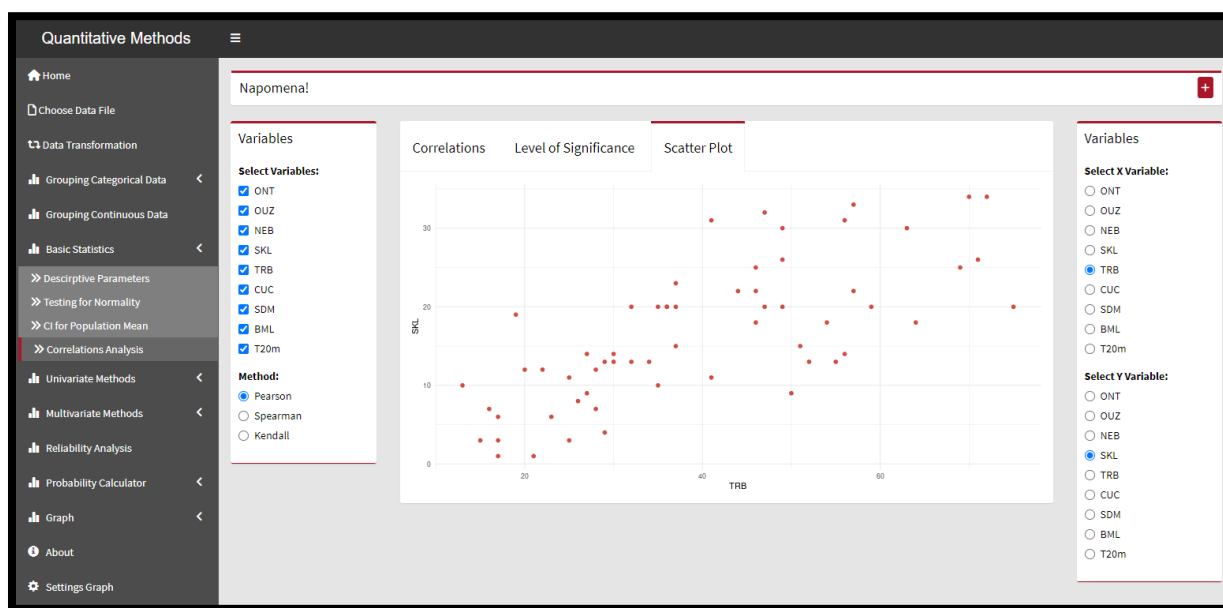 Quantitative Methods
Home
Choose Data File
Data Transformation
Grouping Categorical Data
Grouping Continuous Data
Basic Statistics
Descirptive Parameters
Testing for Normality
CI for Population Mean
Correlations Analysis
Univariate Methods
Multivariate Methods
Reliability Analysis
Probability Calculator
Graph
About
Settings Graph
Napomena!
Variables
Select Variables:
ONT
OUZ
NEB
SKL
TRB
CUC
SDM
BML
T20m
Method:
Pearson
Spearman
Kendall
Correlations Level of Significance Scatter Plot
30
20
10
0
SKL
20 40 60
TRB
Variables
Select X Variable:
ONT
OUZ
NEB
SKL
TRB
CUC
SDM
BML
T20m
Select Y Variable:
ONT
OUZ
NEB
SKL
TRB
CUC
SDM
BML
T20m